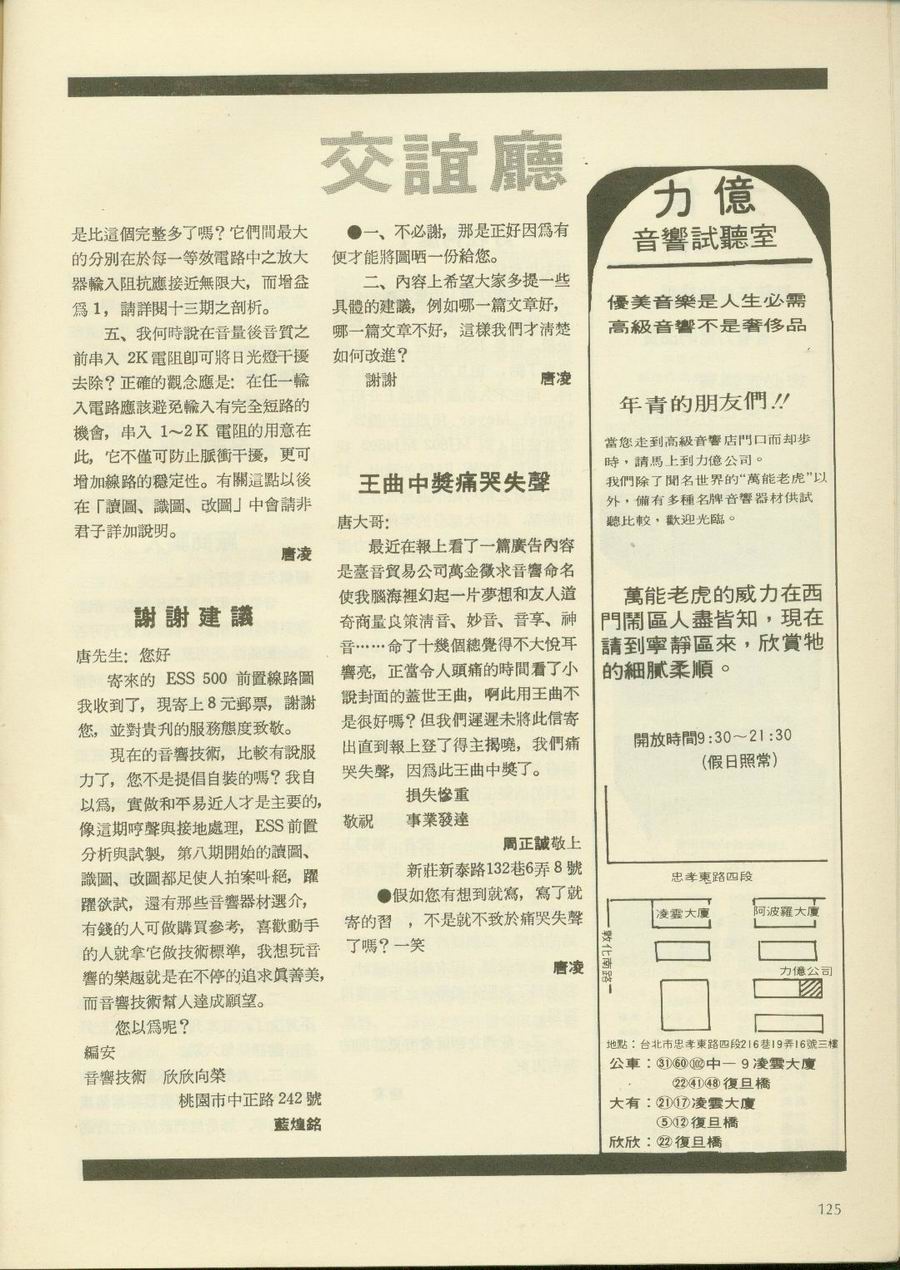 交誼廳
是比這個完整多了嗎？它們間最大
的分別在於每一等效電路中之放大
器輸入阻抗應接近無限大，而增益
爲1，請詳閱十三期之剖析。
五、我何時說在音量後音質之
前串入 2K電阻卽可將日光燈干擾
去除？正確的觀念應是：在任一輸
入電路應該避免輸入有完全短路的
機會，串入 1～2K 電阻的用意在
此，它不僅可防止脈衝干擾，更可
增加線路的穩定性。有關這點以後
在「讀圖、識圖、改圖」中會請非
君子詳加說明。
唐凌
謝謝建議
唐先生：您好
寄來的 ESS 500 前置線路圖
我收到了，現寄上8元郵票，謝謝
您，並對貴刋的服務態度致敬。
現在的音響技術，比較有說服
力了，您不是提倡自裝的嗎？我自
以爲，實做和平易近人才是主要的，
像這期哼聲與接地處理，ESS前置
分析與試製，第八期開始的讀圖、
識圖、改圖都足使人拍案叫絕，躍
躍欲試，還有那些音響器材選介，
有錢的人可做購買參考，喜歡動手
的人就拿它做技術標準，我想玩音
響的樂趣就是在不停的追求眞善美，
而音響技術幫人達成願望。
您以爲呢？
編安
音響技術　欣欣向榮
桃園市中正路242號
藍煌銘
●一、不必謝，那是正好因爲有
便才能將圖晒一份給您。
二、內容上希望大家多提一些
具體的建議，例如哪一篇文章好，
哪一篇文章不好，這樣我們才淸楚
如何改進？
謝謝　唐凌
王曲中獎痛哭失聲
唐大哥：
最近在報上看了一篇廣告內容
是臺音貿易公司萬金徵求音響命名
使我腦海裡幻起一片夢想和友人道
奇商量良策淸音、妙音、音享、神
音……命了十幾個總覺得不大悅耳
響亮，正當令人頭痛的時間看了小
說封面的蓋世王曲，啊此用王曲不
是很好嗎？但我們遲遲未將此信寄
出直到報上登了得主揭曉，我們痛
哭失聲，因爲此王曲中獎了。
損失慘重
敬祝　事業發達
周正誠敬上
新莊新泰路132巷6弄8號
●假如您有想到就寫，寫了就
寄的習　，不是就不致於痛哭失聲
了嗎？一笑
唐凌
力億
音響試聽室
優美音樂是人生必需
高級音響不是奢侈品
年青的朋友們!!
當您走到高級音響店門口而却步
時，請馬上到力億公司。
我們除了聞名世界的“萬能老虎”以
外，備有多種名牌音響器材供試
聽比較，歡迎光臨。
萬能老虎的威力在西
門鬧區人盡皆知，現在
請到寧靜區來，欣賞牠
的細膩柔順。
開放時間9:30～21:30
(假日照常)
忠孝東路四段
凌雲大廈
阿波羅大廈
敦化南路
力億公司
地點：台北市忠孝東路四段216巷19弄16號三樓
公車：㉛60 102中－9凌雲大廈
㉒㊶㊽復旦橋
大有：㉑⑰凌雲大廈
⑤⑫復旦橋
欣欣：㉒復旦橋
125